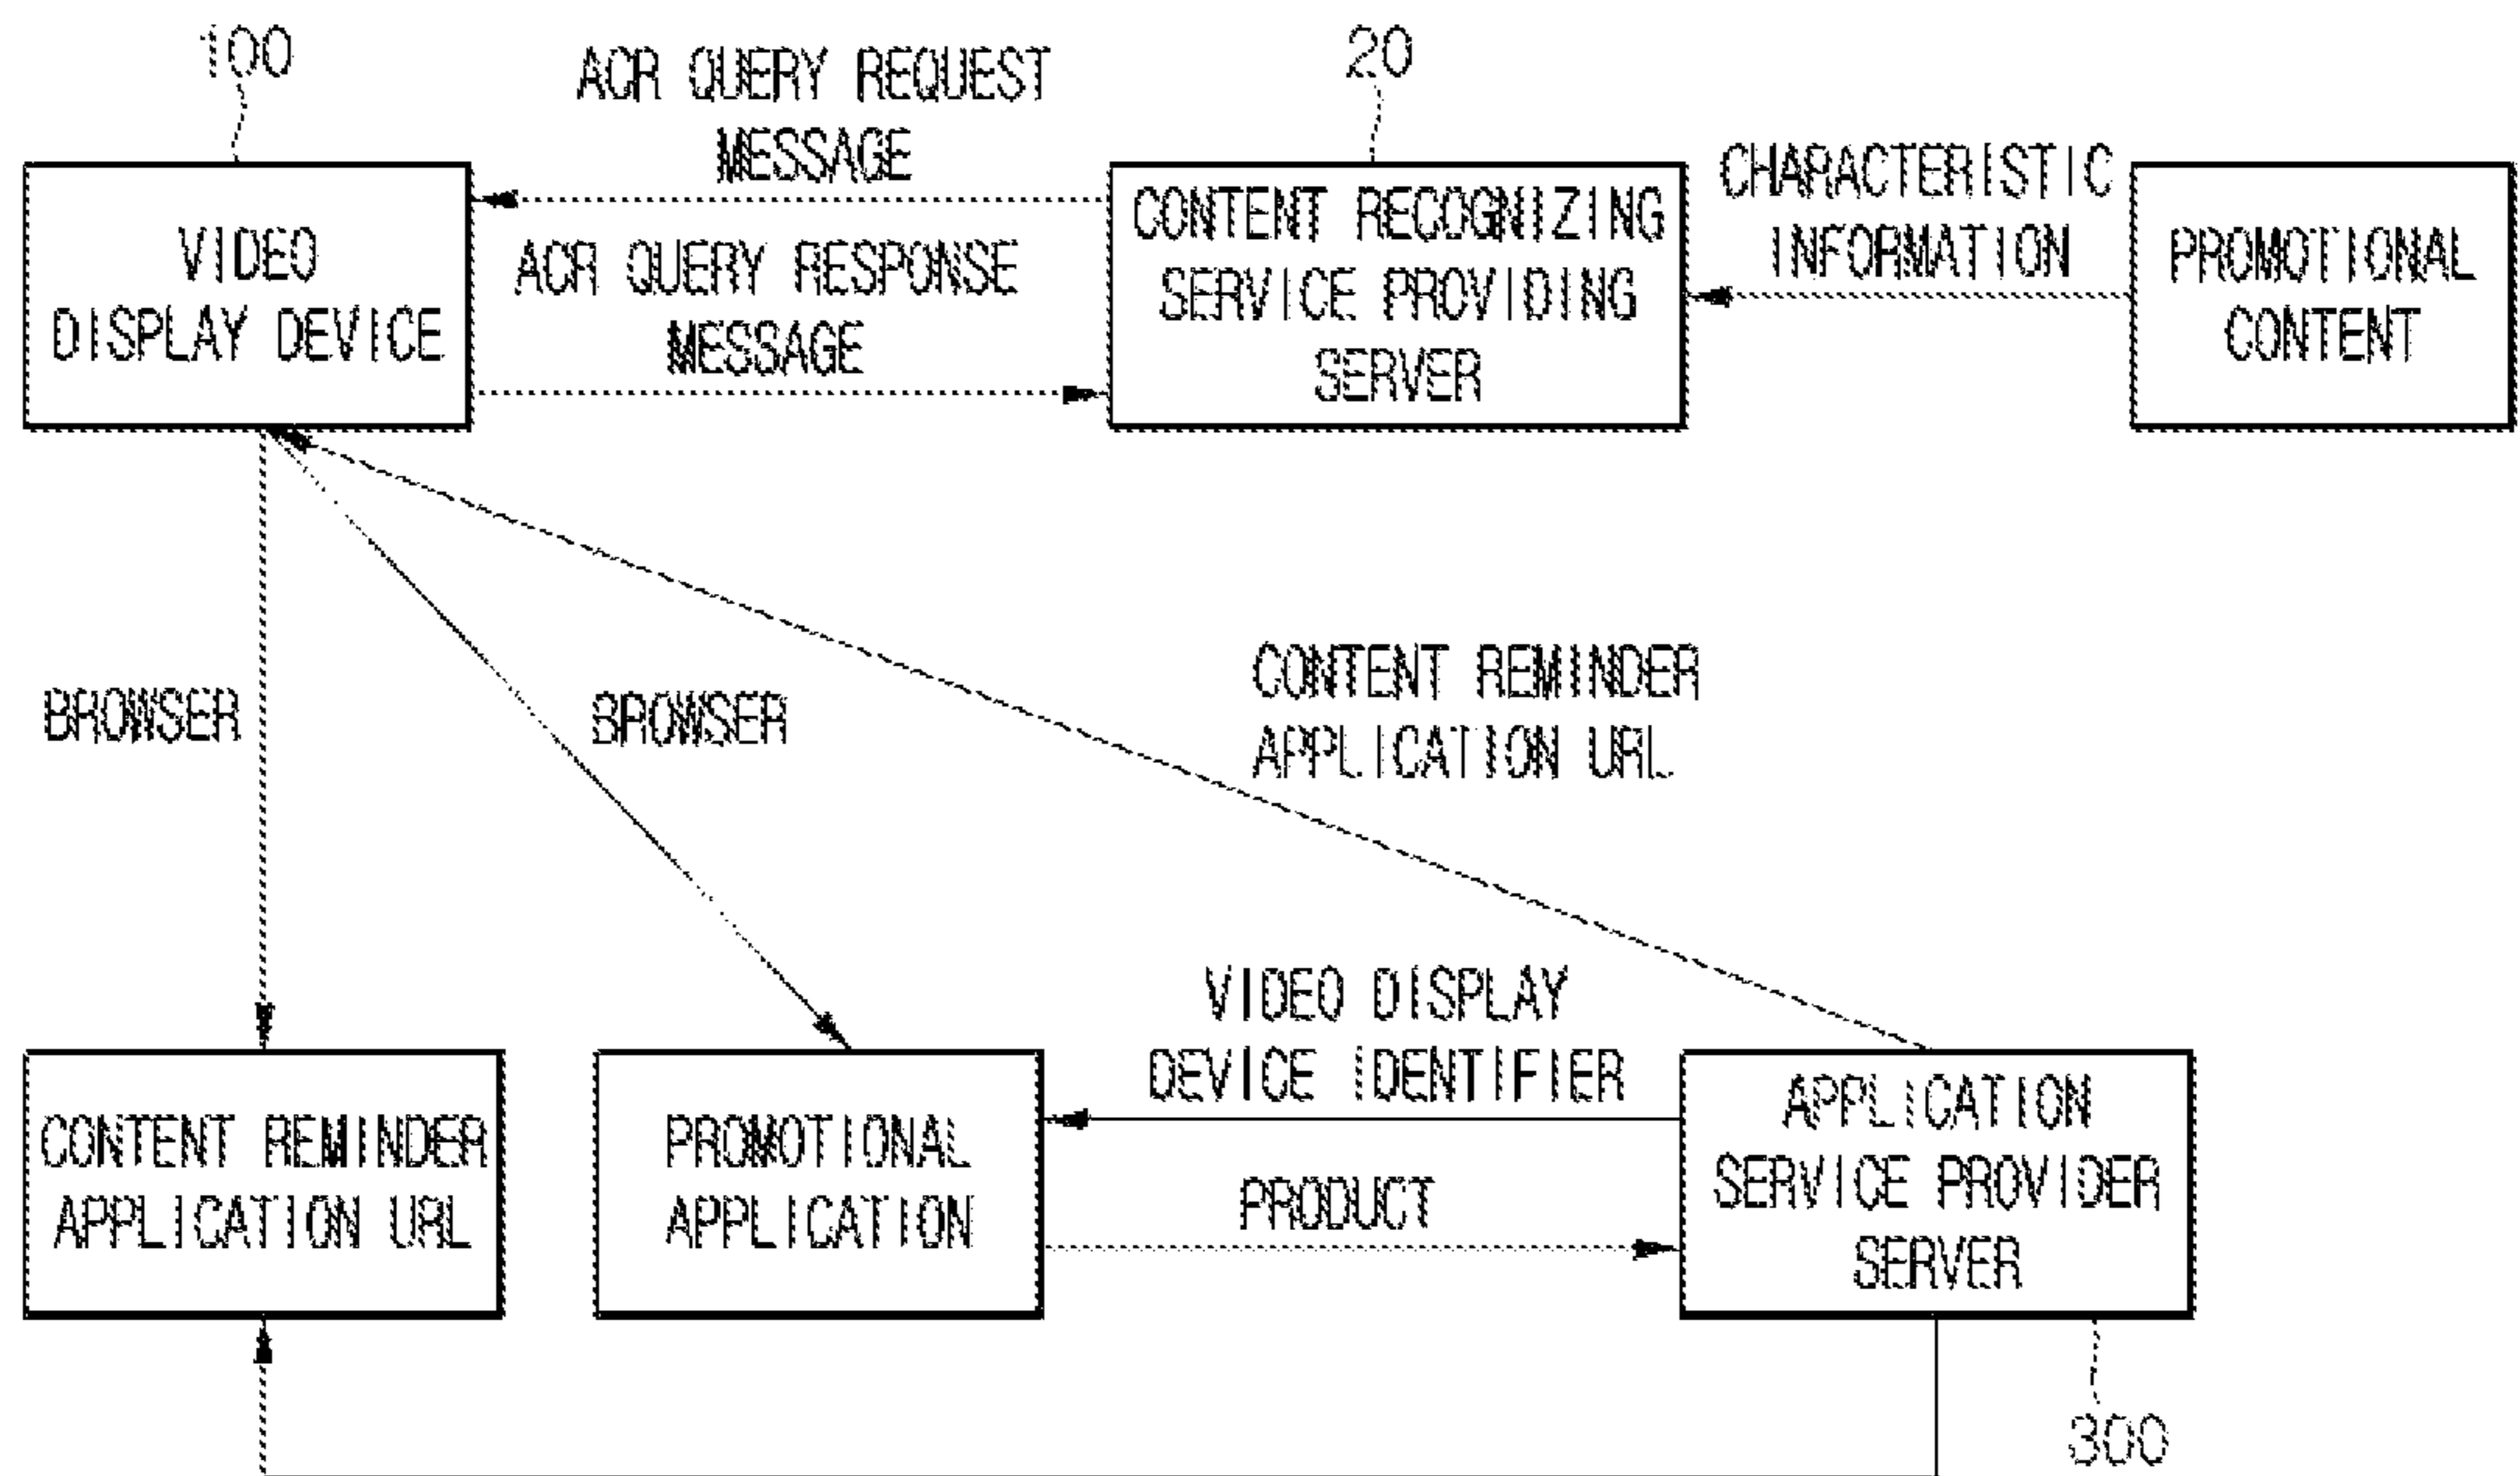 100
ACR QUERY REQUEST
MESSAGE
20
VIDEO
DISPLAY DEVICE
ACR QUERY RESPONSE
MESSAGE
CONTENT RECOGNIZING
SERVICE PROVIDING
SERVER
CHARACTERISTIC
INFORMATION
PROMOTIONAL
CONTENT
BROWSER
BROWSER
CONTENT REMINDER
APPLICATION URL
VIDEO DISPLAY
DEVICE IDENTIFIER
CONTENT REMINDER
APPLICATION URL
PROMOTIONAL
APPLICATION
PRODUCT
APPLICATION
SERVICE PROVIDER
SERVER
300